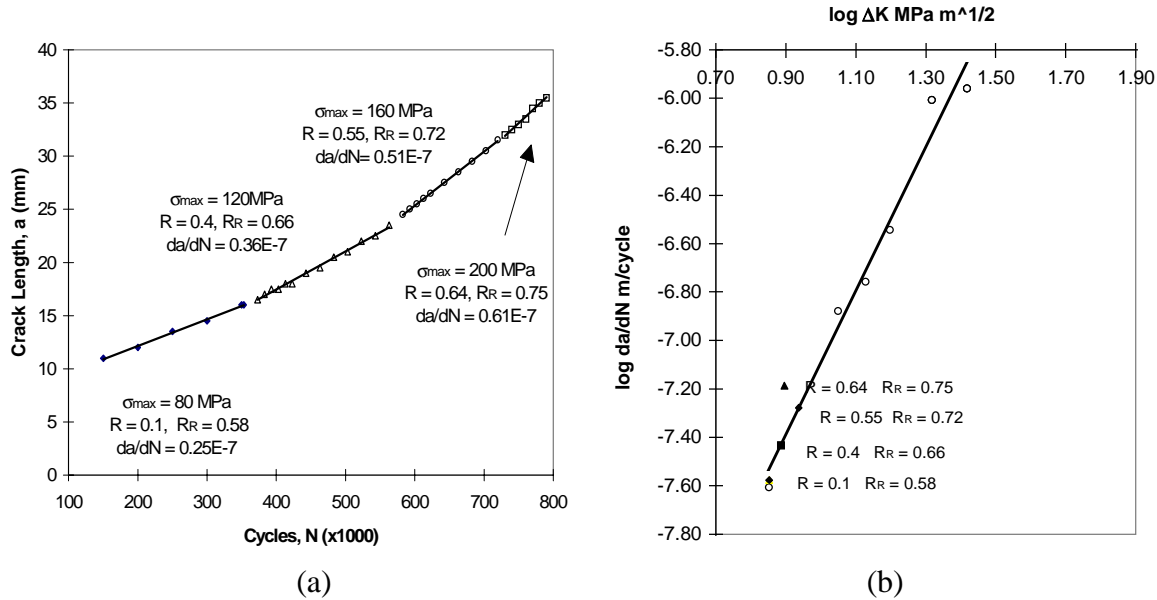 40
35
30
25
20
15
10
5
0
Crack Length, a (mm)
σmax = 160 MPa
R = 0.55, RR = 0.72
da/dN= 0.51E-7
σmax = 120MPa
R = 0.4, RR = 0.66
da/dN = 0.36E-7
σmax = 200 MPa
R = 0.64, RR = 0.75
da/dN = 0.61E-7
σmax = 80 MPa
R = 0.1, RR = 0.58
da/dN = 0.25E-7
100 200 300 400 500 600 700 800
Cycles, N (x1000)
(a)
log ΔK MPa m^1/2
0.70 0.90 1.10 1.30 1.50 1.70 1.90
-5.80
-6.00
-6.20
-6.40
-6.60
-6.80
-7.00
-7.20
-7.40
-7.60
-7.80
log da/dN m/cycle
R = 0.64 RR = 0.75
R = 0.55 RR = 0.72
R = 0.4 RR = 0.66
R = 0.1 RR = 0.58
(b)